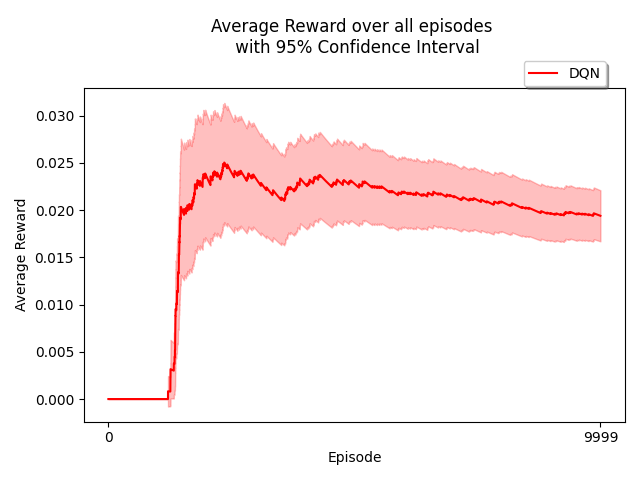 Average Reward over all episodes
with 95% Confidence Interval
DQN
0.030
0.025
0.020
0.015
0.010
0.005
0.000
Average Reward
0
9999
Episode